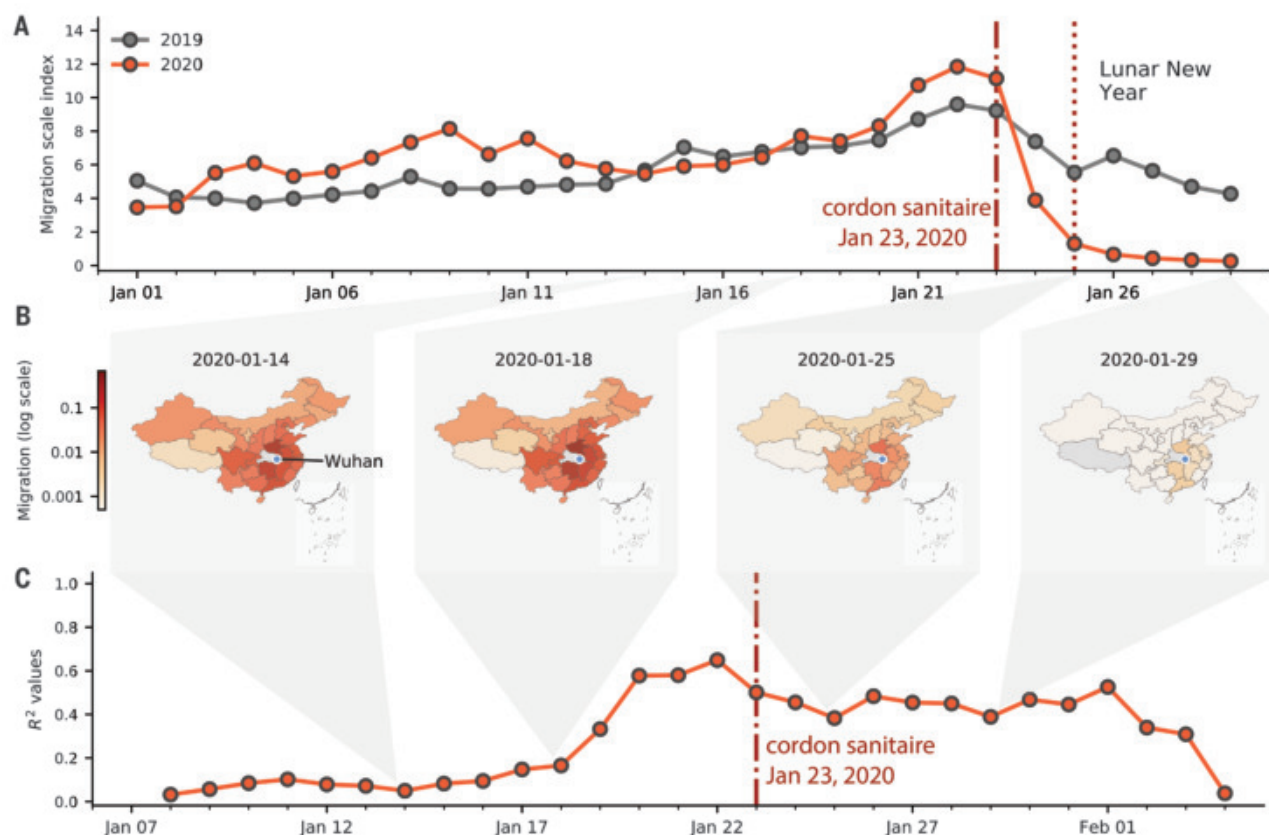 A
14
12
10
8
6
4
2
0
Migration scale index
2019
2020
Lunar New
Year
cordon sanitaire
Jan 23, 2020
Jan 01
Jan 06
Jan 11
Jan 16
Jan 21
Jan 26
B
Migration (log scale)
0.1
0.01
0.001
2020-01-14
2020-01-18
2020-01-25
2020-01-29
Wuhan
C
1.0
0.8
0.6
0.4
0.2
0.0
R² values
cordon sanitaire
Jan 23, 2020
Jan 07
Jan 12
Jan 17
Jan 22
Jan 27
Feb 01